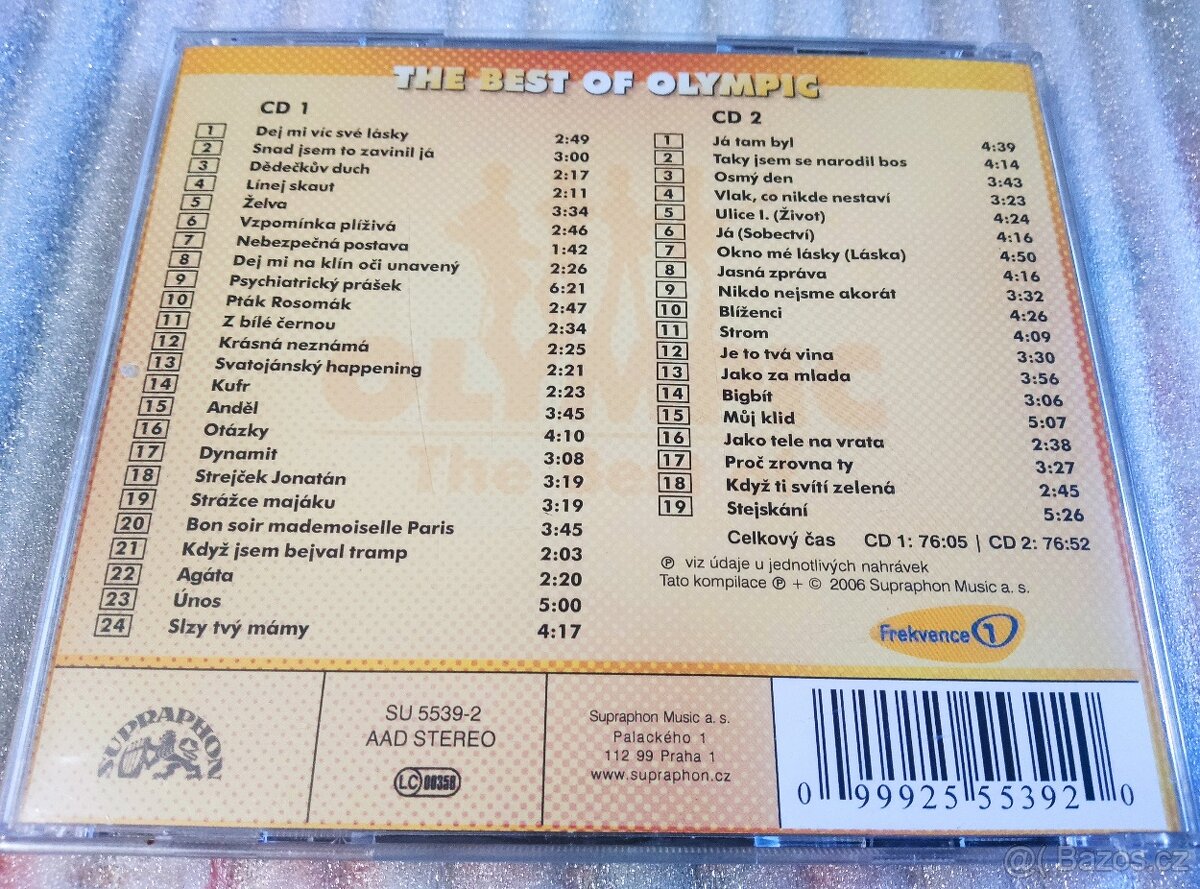 THE BEST OF OLYMPIC
CD 1
1 Dej mi víc své lásky 2:49
2 Snad jsem to zavinil já 3:00
3 Dědečkův duch 2:17
4 Línej skaut 2:11
5 Želva 3:34
6 Vzpomínka plíživá 2:46
7 Nebezpečná postava 1:42
8 Dej mi na klín oči unavený 2:26
9 Psychiatrický prášek 6:21
10 Pták Rosomák 2:47
11 Z bílé černou 2:34
12 Krásná neznámá 2:25
13 Svatojánský happening 2:21
14 Kufr 2:23
15 Anděl 3:45
16 Otázky 4:10
17 Dynamit 3:08
18 Strejček Jonatán 3:19
19 Strážce majáku 3:19
20 Bon soir mademoiselle Paris 3:45
21 Když jsem bejval tramp 2:03
22 Agáta 2:20
23 Únos 5:00
24 Slzy tvý mámy 4:17
CD 2
1 Já tam byl 4:39
2 Taky jsem se narodil bos 4:14
3 Osmý den 3:43
4 Vlak, co nikde nestaví 3:23
5 Ulice I. (Život) 4:24
6 Já (Sobectví) 4:16
7 Okno mé lásky (Láska) 4:50
8 Jasná zpráva 4:16
9 Nikdo nejsme akorát 3:32
10 Blíženci 4:26
11 Strom 4:09
12 Je to tvá vina 3:30
13 Jako za mlada 3:56
14 Bigbít 3:06
15 Můj klid 5:07
16 Jako tele na vrata 2:38
17 Proč zrovna ty 3:27
18 Když ti svítí zelená 2:45
19 Stejskání 5:26
Celkový čas CD 1: 76:05 | CD 2: 76:52
℗ viz údaje u jednotlivých nahrávek
Tato kompilace ℗ + © 2006 Supraphon Music a. s.
Frekvence 1
OLYMPIC
The Best
SUPRAPHON
SU 5539-2
AAD STEREO
LC 00358
Supraphon Music a. s.
Palackého 1
112 99 Praha 1
www.supraphon.cz
0 99925 55392 0
@( Bazos.cz